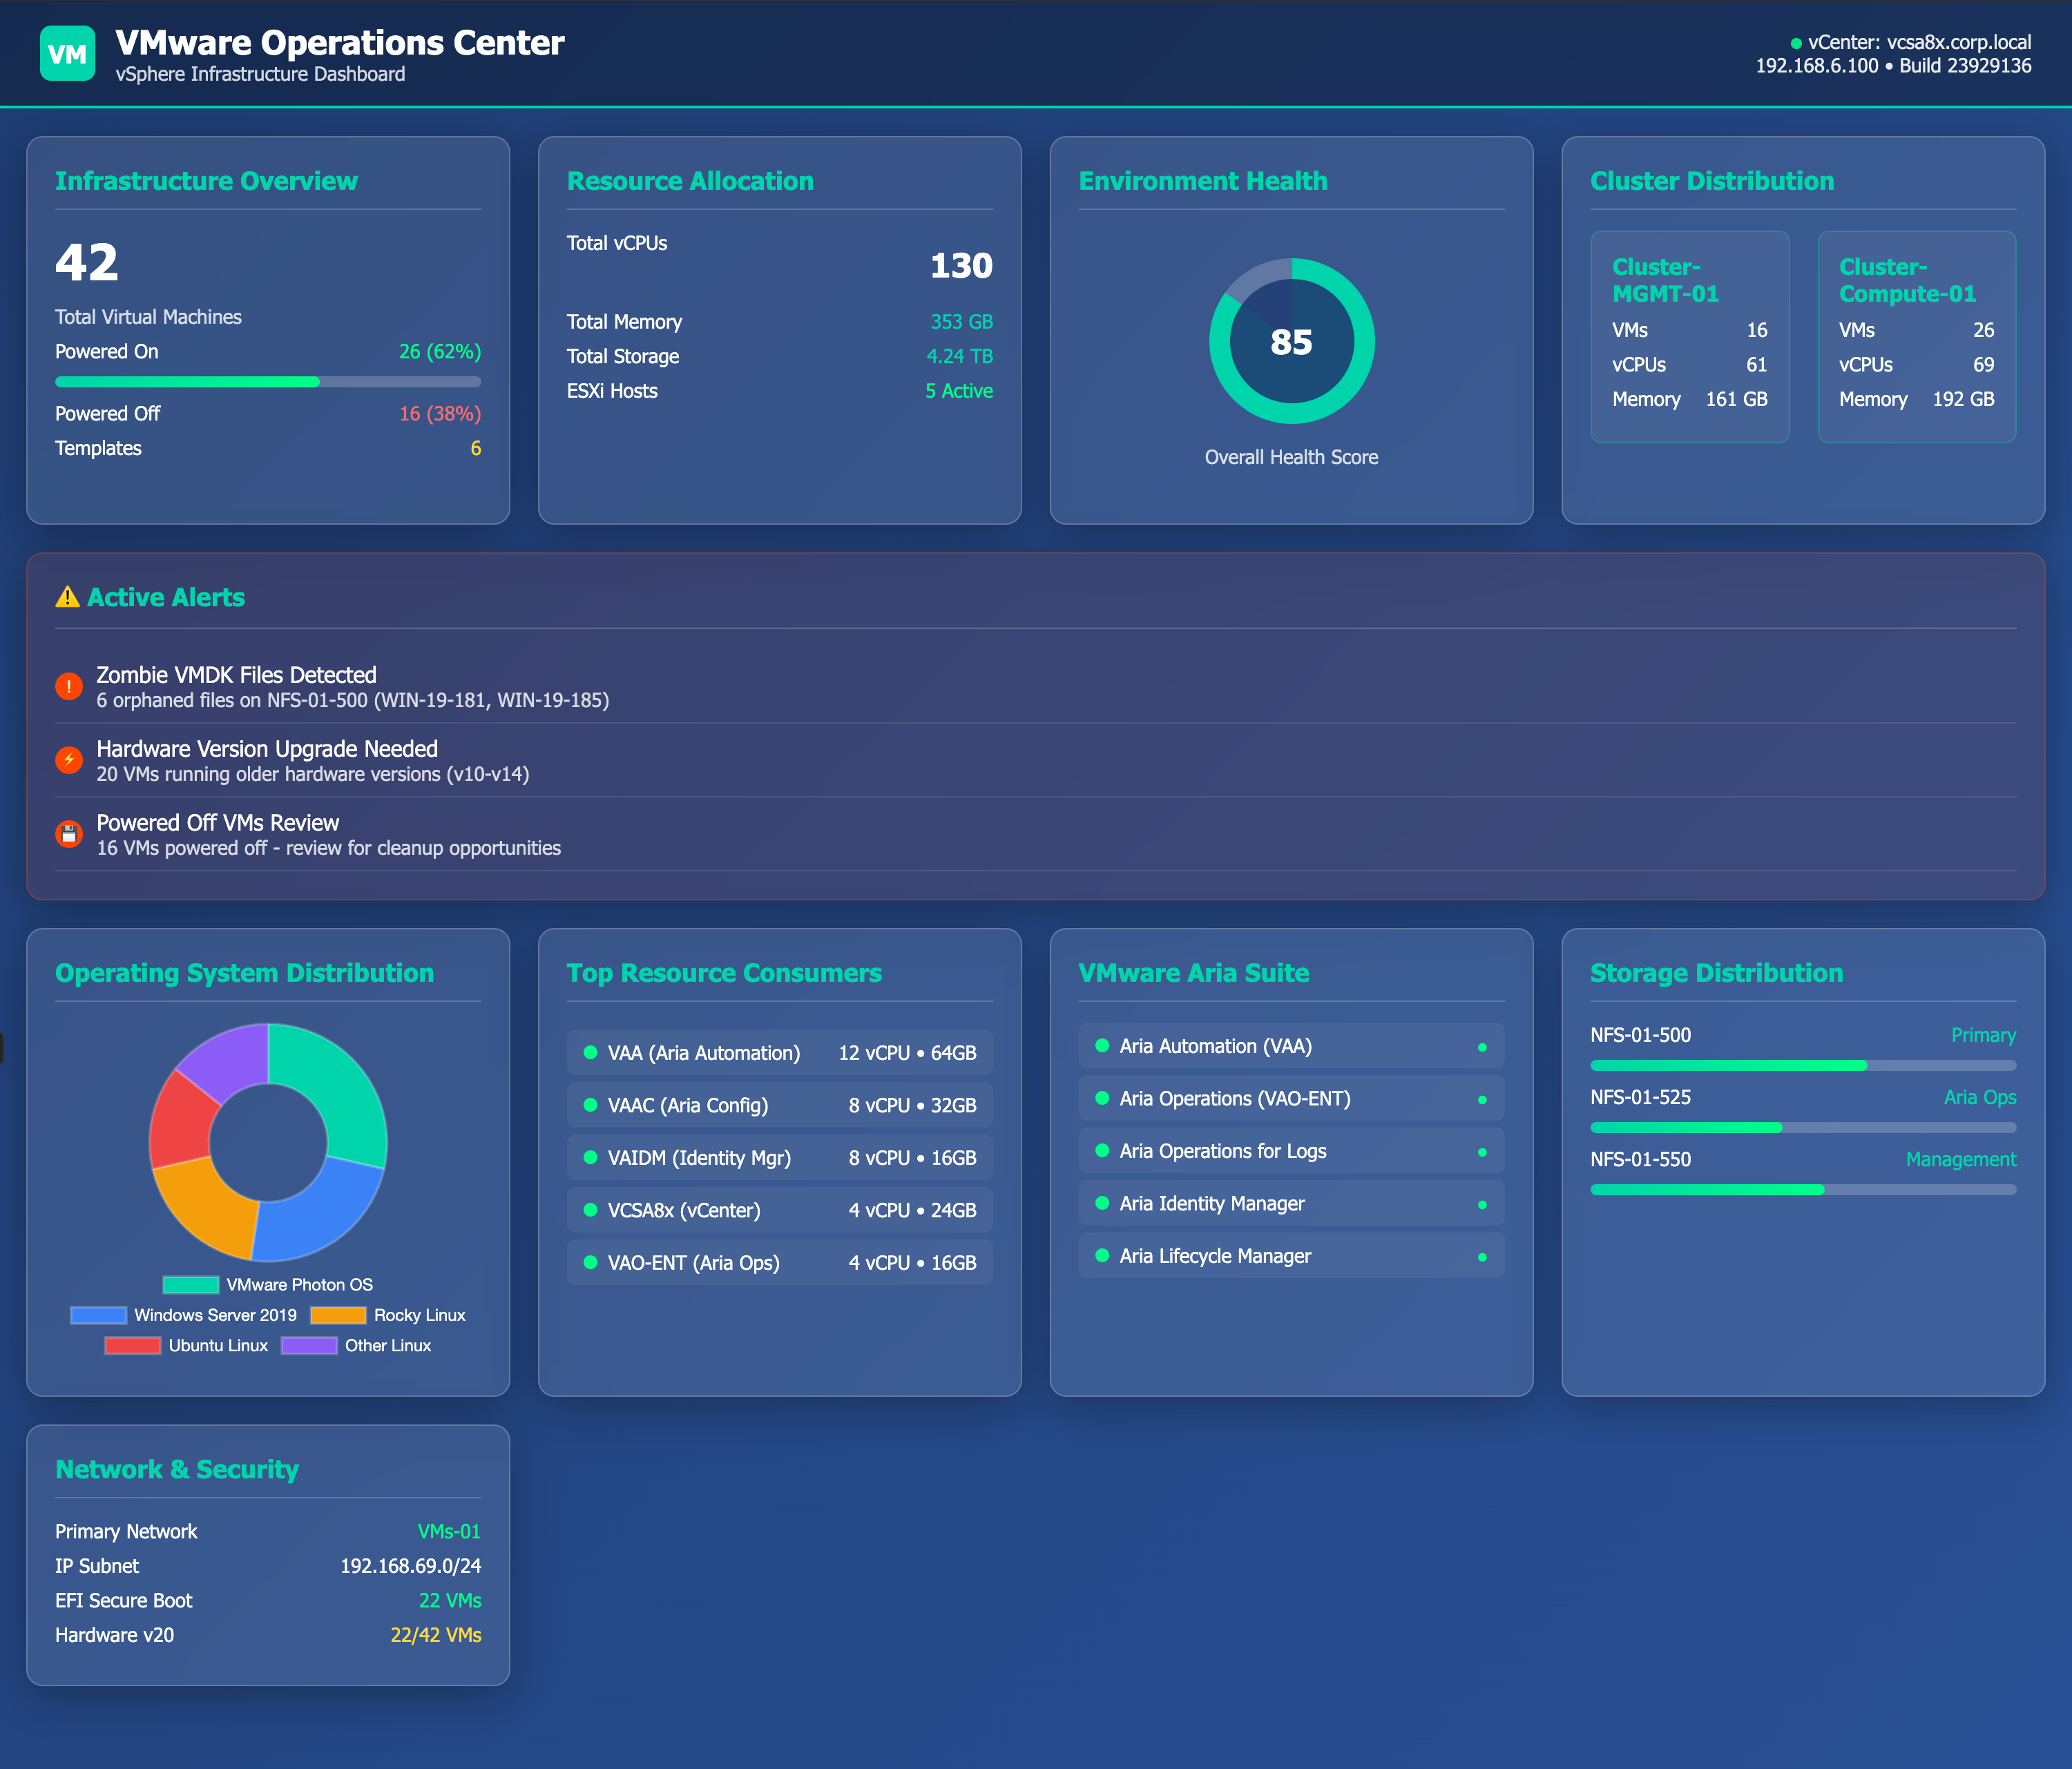 VM
VMware Operations Center
vSphere Infrastructure Dashboard
vCenter: vcsa8x.corp.local
192.168.6.100 • Build 23929136
Infrastructure Overview
42
Total Virtual Machines
Powered On 26 (62%)
Powered Off 16 (38%)
Templates 6
Resource Allocation
Total vCPUs
130
Total Memory 353 GB
Total Storage 4.24 TB
ESXi Hosts 5 Active
Environment Health
85
Overall Health Score
Cluster Distribution
Cluster-
MGMT-01
VMs 16
vCPUs 61
Memory 161 GB
Cluster-
Compute-01
VMs 26
vCPUs 69
Memory 192 GB
Active Alerts
Zombie VMDK Files Detected
6 orphaned files on NFS-01-500 (WIN-19-181, WIN-19-185)
Hardware Version Upgrade Needed
20 VMs running older hardware versions (v10-v14)
Powered Off VMs Review
16 VMs powered off - review for cleanup opportunities
Operating System Distribution
VMware Photon OS
Windows Server 2019 Rocky Linux
Ubuntu Linux Other Linux
Top Resource Consumers
VAA (Aria Automation) 12 vCPU • 64GB
VAAC (Aria Config) 8 vCPU • 32GB
VAIDM (Identity Mgr) 8 vCPU • 16GB
VCSA8x (vCenter) 4 vCPU • 24GB
VAO-ENT (Aria Ops) 4 vCPU • 16GB
VMware Aria Suite
Aria Automation (VAA)
Aria Operations (VAO-ENT)
Aria Operations for Logs
Aria Identity Manager
Aria Lifecycle Manager
Storage Distribution
NFS-01-500 Primary
NFS-01-525 Aria Ops
NFS-01-550 Management
Network & Security
Primary Network VMs-01
IP Subnet 192.168.69.0/24
EFI Secure Boot 22 VMs
Hardware v20 22/42 VMs